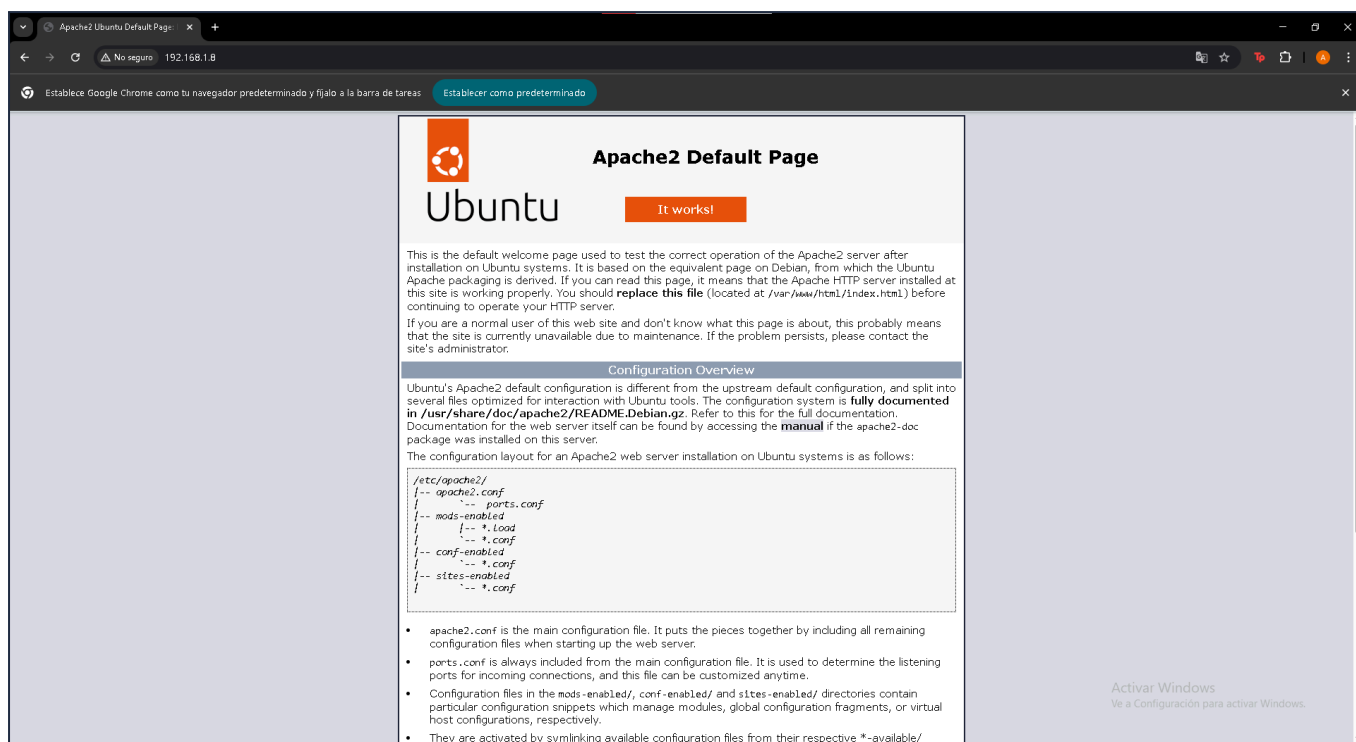 Apache2 Ubuntu Default Page:
No seguro 192.168.1.8
Tp
A
Establece Google Chrome como tu navegador predeterminado y fíjalo a la barra de tareas
Establecer como predeterminado
Apache2 Default Page
Ubuntu
It works!
This is the default welcome page used to test the correct operation of the Apache2 server after
installation on Ubuntu systems. It is based on the equivalent page on Debian, from which the Ubuntu
Apache packaging is derived. If you can read this page, it means that the Apache HTTP server installed at
this site is working properly. You should replace this file (located at /var/www/html/index.html) before
continuing to operate your HTTP server.
If you are a normal user of this web site and don't know what this page is about, this probably means
that the site is currently unavailable due to maintenance. If the problem persists, please contact the
site's administrator.
Configuration Overview
Ubuntu's Apache2 default configuration is different from the upstream default configuration, and split into
several files optimized for interaction with Ubuntu tools. The configuration system is fully documented
in /usr/share/doc/apache2/README.Debian.gz. Refer to this for the full documentation.
Documentation for the web server itself can be found by accessing the manual if the apache2-doc
package was installed on this server.
The configuration layout for an Apache2 web server installation on Ubuntu systems is as follows:
/etc/apache2/
|-- apache2.conf
|       `--  ports.conf
|-- mods-enabled
|       |-- *.load
|       `-- *.conf
|-- conf-enabled
|       `-- *.conf
|-- sites-enabled
|       `-- *.conf
• apache2.conf is the main configuration file. It puts the pieces together by including all remaining
configuration files when starting up the web server.
• ports.conf is always included from the main configuration file. It is used to determine the listening
ports for incoming connections, and this file can be customized anytime.
• Configuration files in the mods-enabled/, conf-enabled/ and sites-enabled/ directories contain
particular configuration snippets which manage modules, global configuration fragments, or virtual
host configurations, respectively.
• They are activated by symlinking available configuration files from their respective *-available/
Activar Windows
Ve a Configuración para activar Windows.